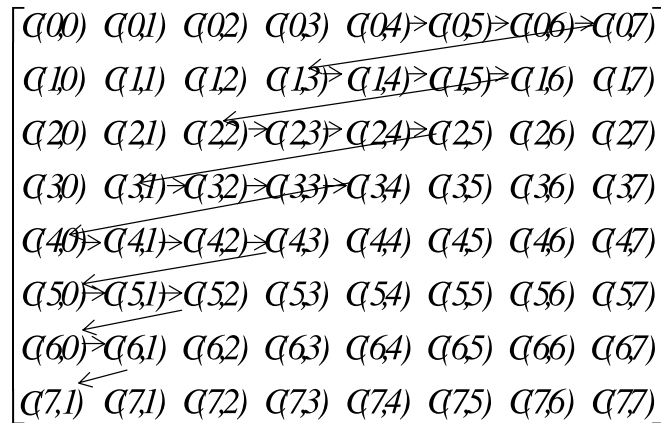 C(0,0) C(0,1) C(0,2) C(0,3) C(0,4) C(0,5) C(0,6) C(0,7)
C(1,0) C(1,1) C(1,2) C(1,3) C(1,4) C(1,5) C(1,6) C(1,7)
C(2,0) C(2,1) C(2,2) C(2,3) C(2,4) C(2,5) C(2,6) C(2,7)
C(3,0) C(3,1) C(3,2) C(3,3) C(3,4) C(3,5) C(3,6) C(3,7)
C(4,0) C(4,1) C(4,2) C(4,3) C(4,4) C(4,5) C(4,6) C(4,7)
C(5,0) C(5,1) C(5,2) C(5,3) C(5,4) C(5,5) C(5,6) C(5,7)
C(6,0) C(6,1) C(6,2) C(6,3) C(6,4) C(6,5) C(6,6) C(6,7)
C(7,1) C(7,1) C(7,2) C(7,3) C(7,4) C(7,5) C(7,6) C(7,7)